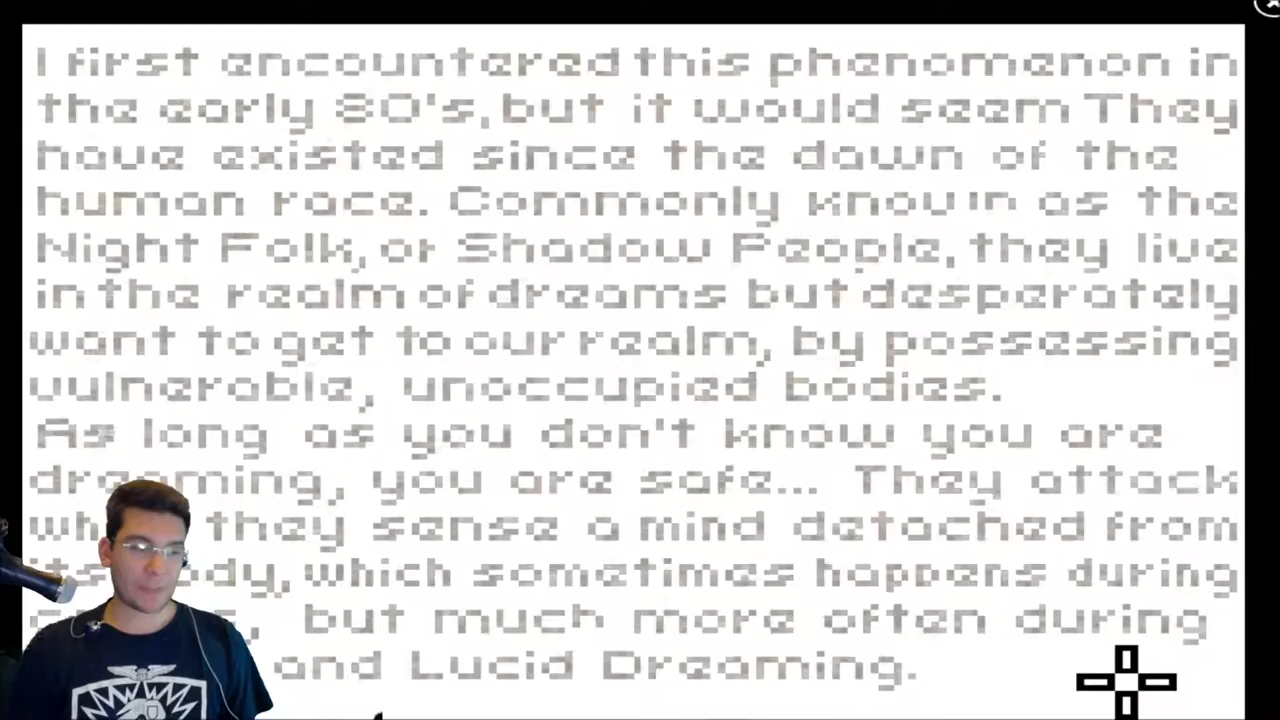 I first encountered this phenomenon in
the early 80's, but it would seem They
have existed since the dawn of the
human race. Commonly known as the
Night Folk, or Shadow People, they live
in the realm of dreams but desperately
want to get to our realm, by possessing
vulnerable, unoccupied bodies.
As long as you don't know you are
dreaming, you are safe... They attack
they sense a mind detached from
its body, which sometimes happens during
but much more often during
and Lucid Dreaming.